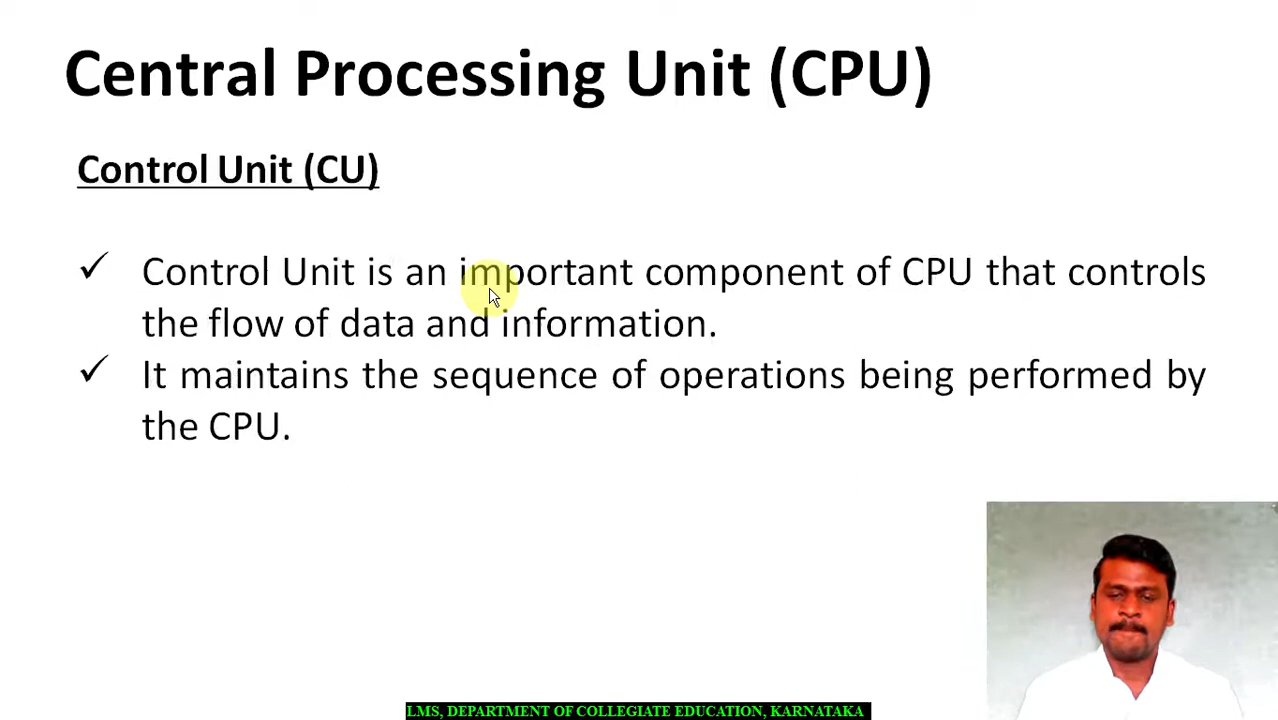 Central Processing Unit (CPU)
Control Unit (CU)
✓ Control Unit is an important component of CPU that controls
the flow of data and information.
✓ It maintains the sequence of operations being performed by
the CPU.
LMS, DEPARTMENT OF COLLEGIATE EDUCATION, KARNATAKA